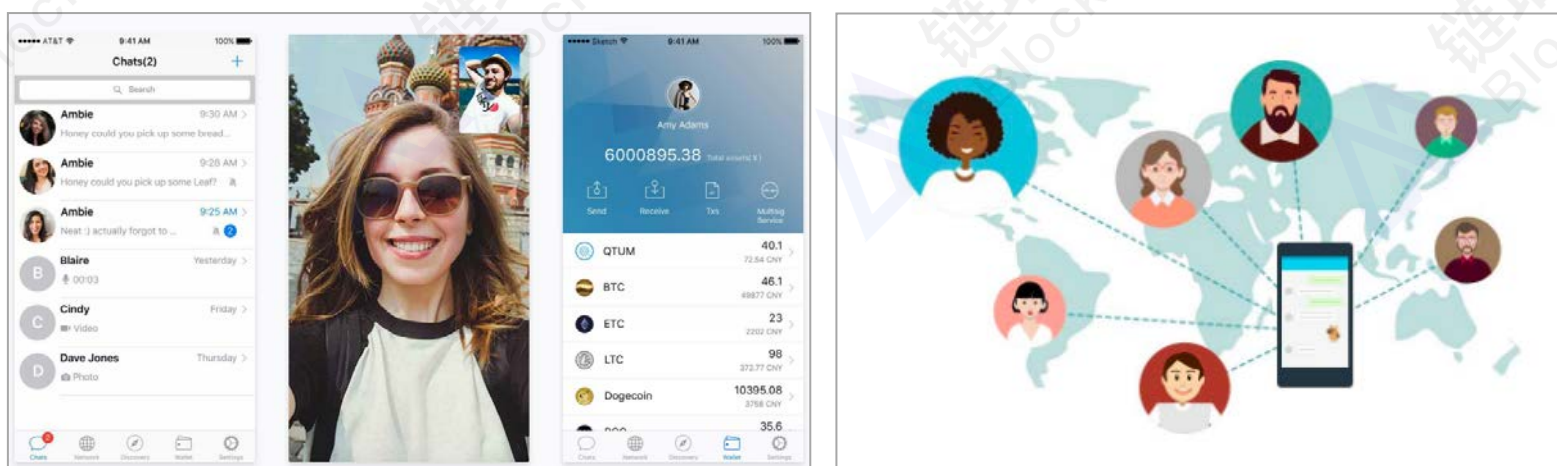 AT&T 9:41 AM 100%
Chats(2)
Search
Ambie 9:30 AM
Honey could you pick up some bread...
Ambie 9:28 AM
Honey could you pick up some Leaf?
Ambie 9:25 AM
Neat :) actually forgot to ... 2
B Blaire Yesterday
00:03
C Cindy Friday
Video
D Dave Jones Thursday
Photo
2
Chats Network Discovery Wallet Settings
Sketch 9:41 AM 100%
Amy Adams
6000895.38 Total assets( $ )
Send Receive Txs Multisig Service
QTUM 40.1
72.64 CNY
BTC 46.1
49877 CNY
ETC 23
2202 CNY
LTC 98
372.77 CNY
Dogecoin 10395.08
3758 CNY
35.6
Chats Network Discovery Wallet Settings